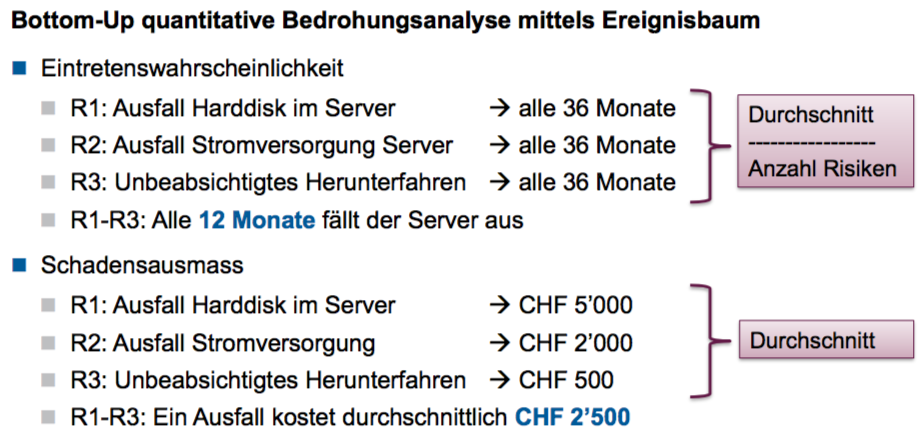 Bottom-Up quantitative Bedrohungsanalyse mittels Ereignisbaum
Eintretenswahrscheinlichkeit
R1: Ausfall Harddisk im Server → alle 36 Monate
R2: Ausfall Stromversorgung Server → alle 36 Monate
R3: Unbeabsichtigtes Herunterfahren → alle 36 Monate
Durchschnitt
-----------------
Anzahl Risiken
R1-R3: Alle 12 Monate fällt der Server aus
Schadensausmass
R1: Ausfall Harddisk im Server → CHF 5’000
R2: Ausfall Stromversorgung → CHF 2’000
R3: Unbeabsichtigtes Herunterfahren → CHF 500
Durchschnitt
R1-R3: Ein Ausfall kostet durchschnittlich CHF 2’500